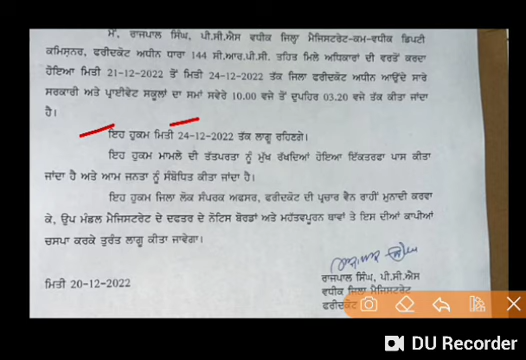 ਮੈਂ, ਰਾਜਪਾਲ ਸਿੰਘ, ਪੀ.ਸੀ.ਐਸ ਵਧੀਕ ਜ਼ਿਲ੍ਹਾ ਮੈਜਿਸਟਰੇਟ-ਕਮ-ਵਧੀਕ ਡਿਪਟੀ
ਕਮਿਸ਼ਨਰ, ਫਰੀਦਕੋਟ ਅਧੀਨ ਧਾਰਾ 144 ਸੀ.ਆਰ.ਪੀ.ਸੀ. ਤਹਿਤ ਮਿਲੇ ਅਧਿਕਾਰਾਂ ਦੀ ਵਰਤੋਂ ਕਰਦਾ
ਹੋਇਆ ਮਿਤੀ 21-12-2022 ਤੋਂ ਮਿਤੀ 24-12-2022 ਤੱਕ ਜਿਲਾ ਫਰੀਦਕੋਟ ਅਧੀਨ ਆਉਂਦੇ ਸਾਰੇ
ਸਰਕਾਰੀ ਅਤੇ ਪ੍ਰਾਈਵੇਟ ਸਕੂਲਾਂ ਦਾ ਸਮਾਂ ਸਵੇਰੇ 10.00 ਵਜੇ ਤੋਂ ਦੁਪਹਿਰ 03.20 ਵਜੇ ਤੱਕ ਕੀਤਾ ਜਾਂਦਾ
ਹੈ।
ਇਹ ਹੁਕਮ ਮਿਤੀ 24-12-2022 ਤੱਕ ਲਾਗੂ ਰਹਿਣਗੇ।
ਇਹ ਹੁਕਮ ਮਾਮਲੇ ਦੀ ਤੱਤਪਰਤਾ ਨੂੰ ਮੁੱਖ ਰੱਖਦਿਆਂ ਹੋਇਆ ਇੱਕਤਰਫਾ ਪਾਸ ਕੀਤਾ
ਜਾਂਦਾ ਹੈ ਅਤੇ ਆਮ ਜਨਤਾ ਨੂੰ ਸੰਬੋਧਿਤ ਕੀਤਾ ਜਾਂਦਾ ਹੈ।
ਇਹ ਹੁਕਮ ਜਿਲਾ ਲੋਕ ਸੰਪਰਕ ਅਫਸਰ, ਫਰੀਦਕੋਟ ਦੀ ਪ੍ਰਚਾਰ ਵੈਨ ਰਾਹੀਂ ਮੁਨਾਦੀ ਕਰਵਾ
ਕੇ, ਉਪ ਮੰਡਲ ਮੈਜਿਸਟਰੇਟ ਦੇ ਦਫਤਰ ਦੇ ਨੋਟਿਸ ਬੋਰਡਾਂ ਅਤੇ ਮਹੱਤਵਪੂਰਨ ਥਾਵਾਂ ਤੇ ਇਸ ਦੀਆਂ ਕਾਪੀਆਂ
ਚਸਪਾ ਕਰਕੇ ਤੁਰੰਤ ਲਾਗੂ ਕੀਤਾ ਜਾਵੇਗਾ।
ਮਿਤੀ 20-12-2022
ਰਾਜਪਾਲ ਸਿੰਘ, ਪੀ.ਸੀ.ਐਸ
ਵਧੀਕ ਜਿਲਾ ਮੈਜਿਸਟਰੇਟ
ਫਰੀਦਕੋਟ
DU Recorder